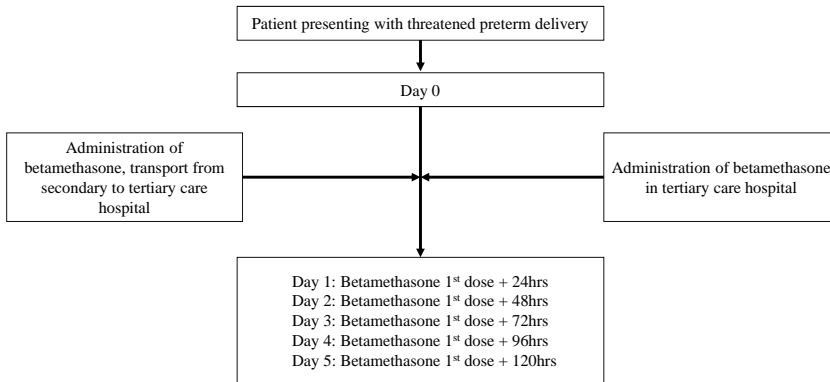 Patient presenting with threatened preterm delivery
Day 0
Administration of
betamethasone, transport from
secondary to tertiary care
hospital
Administration of betamethasone
in tertiary care hospital
Day 1: Betamethasone 1st dose + 24hrs
Day 2: Betamethasone 1st dose + 48hrs
Day 3: Betamethasone 1st dose + 72hrs
Day 4: Betamethasone 1st dose + 96hrs
Day 5: Betamethasone 1st dose + 120hrs